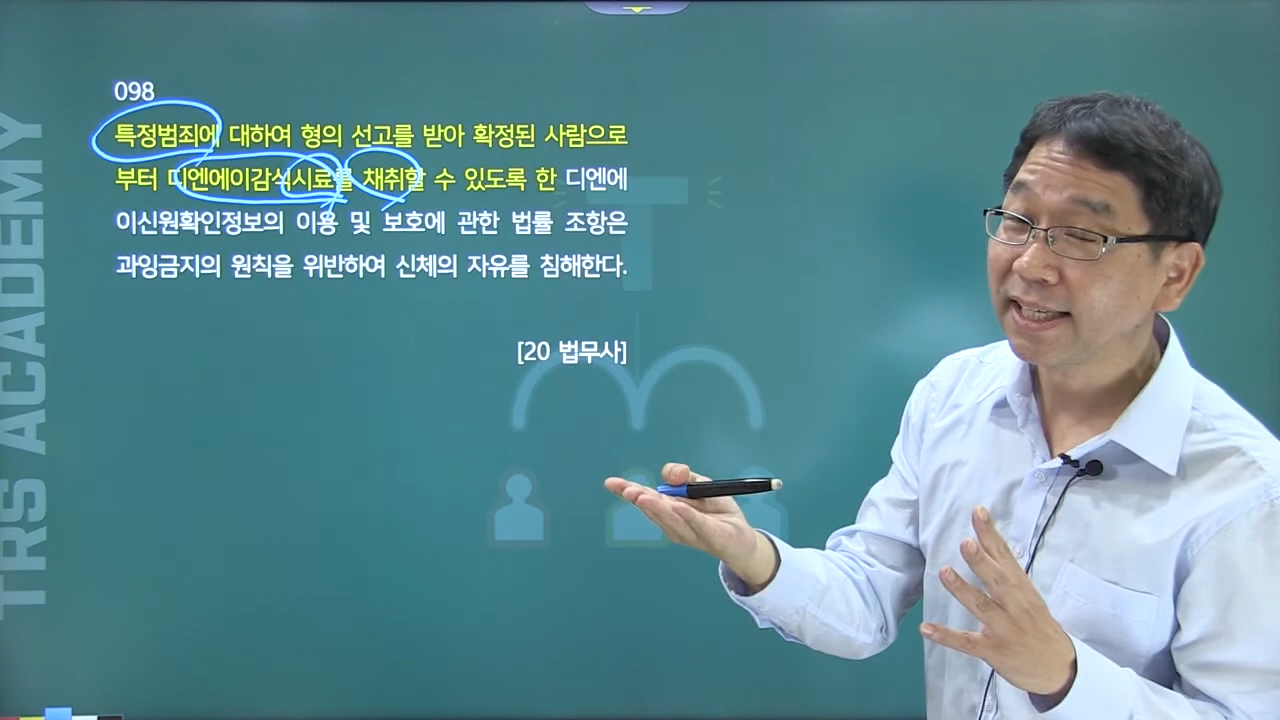 098
특정범죄에 대하여 형의 선고를 받아 확정된 사람으로
부터 디엔에이감식시료를 채취할 수 있도록 한 디엔에
이신원확인정보의 이용 및 보호에 관한 법률 조항은
과잉금지의 원칙을 위반하여 신체의 자유를 침해한다.
[20 법무사]
TRS ACADEMY